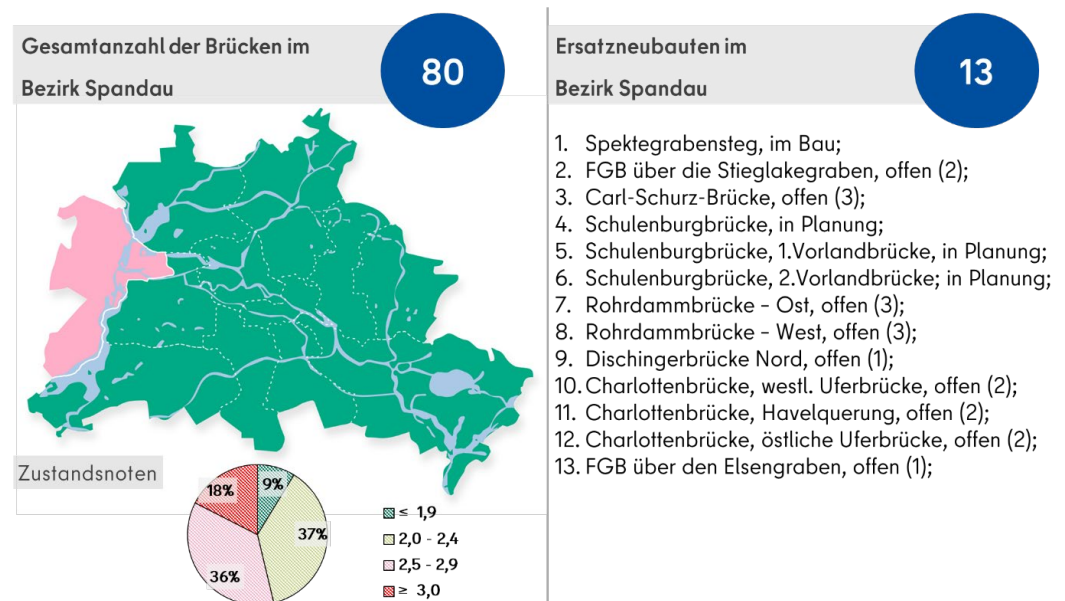 Gesamtanzahl der Brücken im
Bezirk Spandau
80
Zustandsnoten
18%
9%
37%
36%
≤ 1,9
2,0 - 2,4
2,5 - 2,9
≥ 3,0
Ersatzneubauten im
Bezirk Spandau
13
1. Spektegrabensteg, im Bau;
2. FGB über die Stieglakegraben, offen (2);
3. Carl-Schurz-Brücke, offen (3);
4. Schulenburgbrücke, in Planung;
5. Schulenburgbrücke, 1.Vorlandbrücke, in Planung;
6. Schulenburgbrücke, 2.Vorlandbrücke; in Planung;
7. Rohrdammbrücke – Ost, offen (3);
8. Rohrdammbrücke – West, offen (3);
9. Dischingerbrücke Nord, offen (1);
10. Charlottenbrücke, westl. Uferbrücke, offen (2);
11. Charlottenbrücke, Havelquerung, offen (2);
12. Charlottenbrücke, östliche Uferbrücke, offen (2);
13. FGB über den Elsengraben, offen (1);